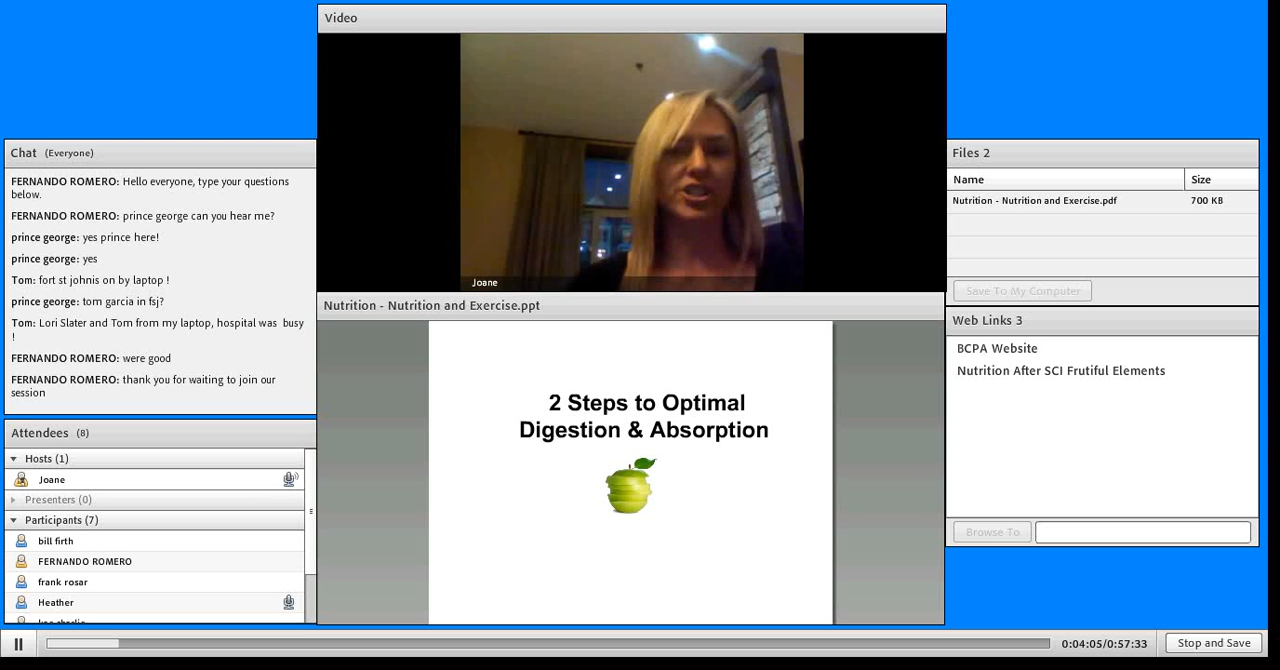 Video
Joane
Chat (Everyone)
FERNANDO ROMERO: Hello everyone, type your questions
below.
FERNANDO ROMERO: prince george can you hear me?
prince george: yes prince here!
prince george: yes
Tom: fort st johnis on by laptop !
prince george: tom garcia in fsj?
Tom: Lori Slater and Tom from my laptop, hospital was busy
!
FERNANDO ROMERO: were good
FERNANDO ROMERO: thank you for waiting to join our
session
Attendees (8)
Hosts (1)
Joane
Presenters (0)
Participants (7)
bill firth
FERNANDO ROMERO
frank rosar
Heather
Nutrition - Nutrition and Exercise.ppt
2 Steps to Optimal
Digestion & Absorption
Files 2
Name Size
Nutrition - Nutrition and Exercise.pdf 700 KB
Save To My Computer
Web Links 3
BCPA Website
Nutrition After SCI Frutiful Elements
Browse To
0:04:05/0:57:33
Stop and Save